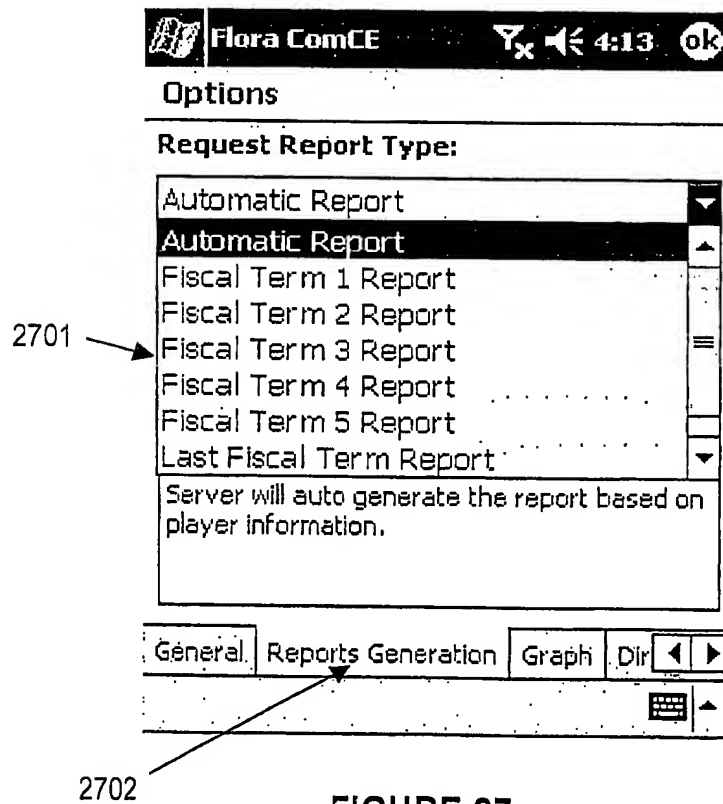 Flora ComCE 4:13 ok
Options
Request Report Type:
Automatic Report
Automatic Report
Fiscal Term 1 Report
Fiscal Term 2 Report
2701
Fiscal Term 3 Report
Fiscal Term 4 Report
Fiscal Term 5 Report
Last Fiscal Term Report
Server will auto generate the report based on
player information.
General Reports Generation Graph Dir
2702